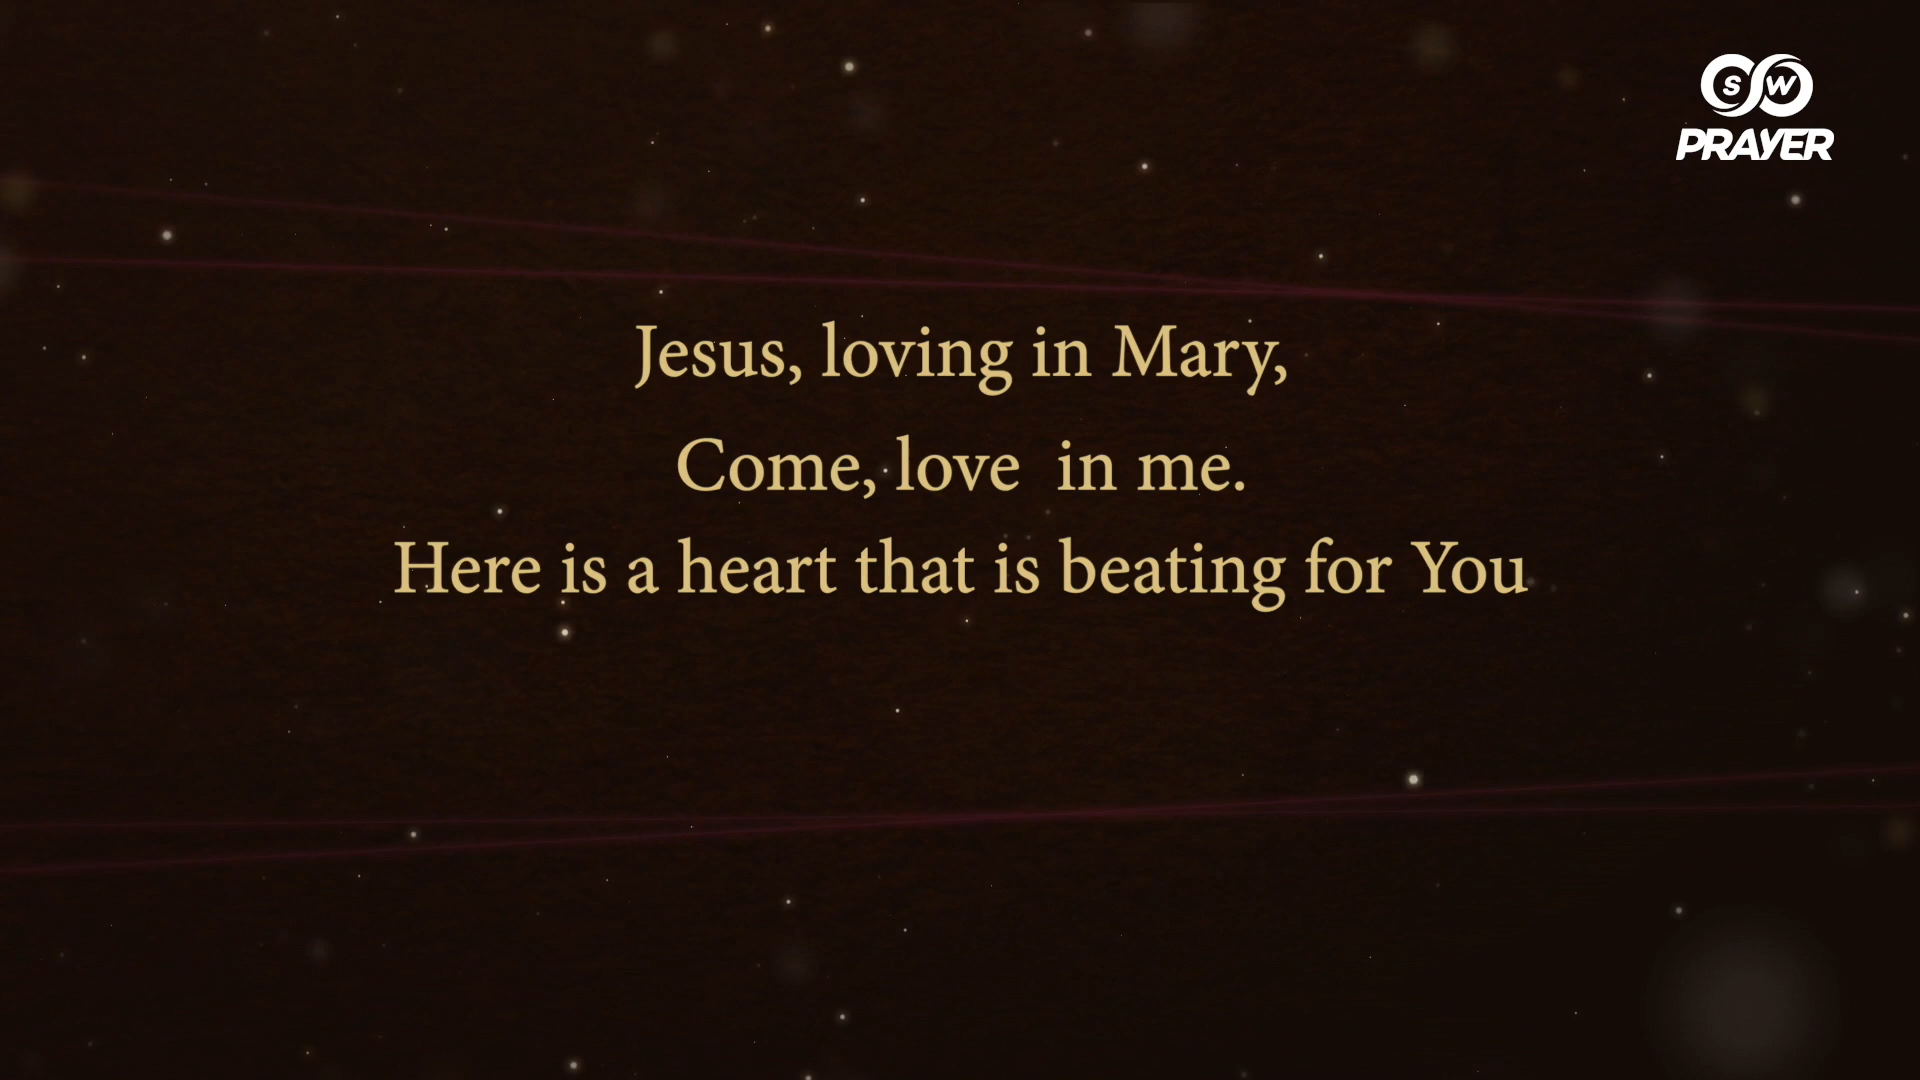 SW
PRAYER
Jesus, loving in Mary,
Come, love  in me.
Here is a heart that is beating for You